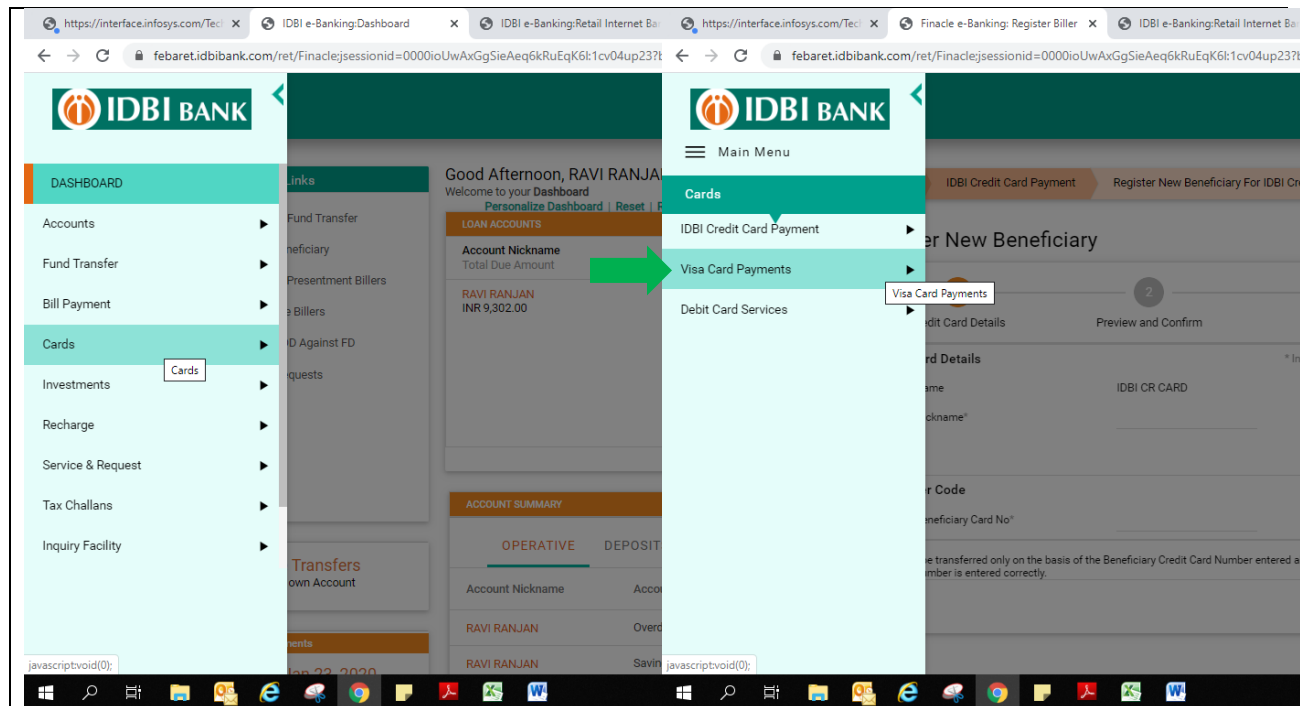 https://interface.infosys.com/Tec
IDBI e-Banking:Dashboard
IDBI e-Banking:Retail Internet Ba
febaret.idbibank.com/ret/Finacle;jsessionid=0000ioUwAxGgSieAeq6kRuEqK6l:1cv04up23?
IDBI BANK
DASHBOARD
Accounts
Fund Transfer
Bill Payment
Cards
Cards
Investments
Recharge
Service & Request
Tax Challans
Inquiry Facility
javascript:void(0);
Links
Fund Transfer
neficiary
Presentment Billers
e Billers
D Against FD
quests
Transfers
own Account
nents
Jan 23, 2020
Good Afternoon, RAVI RANJA
Welcome to your Dashboard
Personalize Dashboard | Reset |
LOAN ACCOUNTS
Account Nickname
Total Due Amount
RAVI RANJAN
INR 9,302.00
ACCOUNT SUMMARY
OPERATIVE DEPOSIT
Account Nickname Acco
RAVI RANJAN Overd
RAVI RANJAN Savin
https://interface.infosys.com/Tec
Finacle e-Banking: Register Biller
IDBI e-Banking:Retail Internet Ba
febaret.idbibank.com/ret/Finacle;jsessionid=0000ioUwAxGgSieAeq6kRuEqK6l:1cv04up23?
IDBI BANK
Main Menu
Cards
IDBI Credit Card Payment
Visa Card Payments
Visa Card Payments
Debit Card Services
javascript:void(0);
IDBI Credit Card Payment
Register New Beneficiary For IDBI Cr
er New Beneficiary
2
edit Card Details
Preview and Confirm
rd Details
* In
ame
IDBI CR CARD
ckname*
r Code
eneficiary Card No*
e transferred only on the basis of the Beneficiary Credit Card Number entered a
mber is entered correctly.